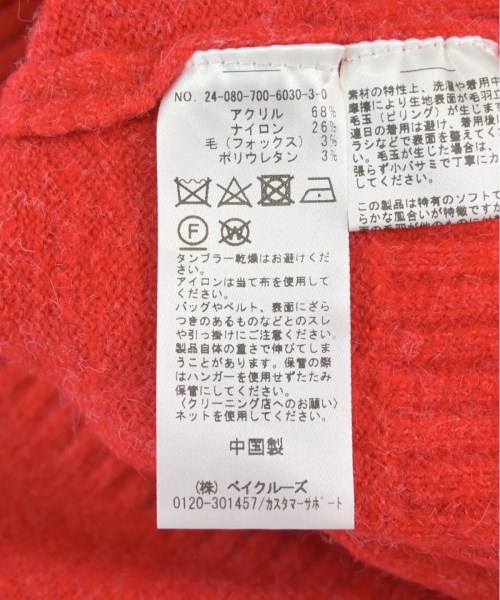 NO. 24-080-700-6030-3-0
アクリル 68%
ナイロン 26%
毛(フォックス) 3%
ポリウレタン 3%
F
W
タンブラー乾燥はお避けくださ
い。
アイロンは当て布を使用して
ください。
バッグやベルト、表面にざら
つきのあるものなどとのスレ
や引っ掛けにご注意ください。
製品自体の重さで伸びてしま
うことがあります。保管の際
はハンガーを使用せずたたみ
保管にしてください。
〈クリーニング店へのお願い〉
ネットを使用してください。
中国製
(株) ベイクルーズ
0120-301457/カスタマーサポート
素材の特性上、洗濯や着用中
摩擦により生地表面が毛羽立
毛玉(ピリング)が生じま
連日の着用は避け、着用後に
ラシなどで表面を整えてく
い。毛玉が生じた場合は、
張らず小バサミで丁寧にカ
してください。
この製品は特有のソフトで
らかな風合いが特徴ですが